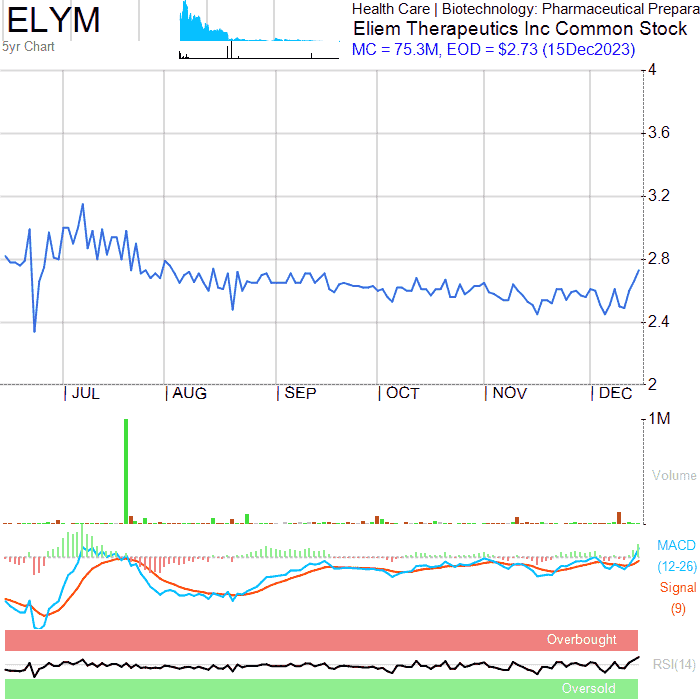 ELYM
5yr Chart
Health Care | Biotechnology: Pharmaceutical Prepara
Eliem Therapeutics Inc Common Stock
MC = 75.3M, EOD = $2.73 (15Dec2023)
4
3.6
3.2
2.8
2.4
2
JUL AUG SEP OCT NOV DEC
1M
Volume
MACD
(12-26)
Signal
(9)
Overbought
RSI(14)
Oversold